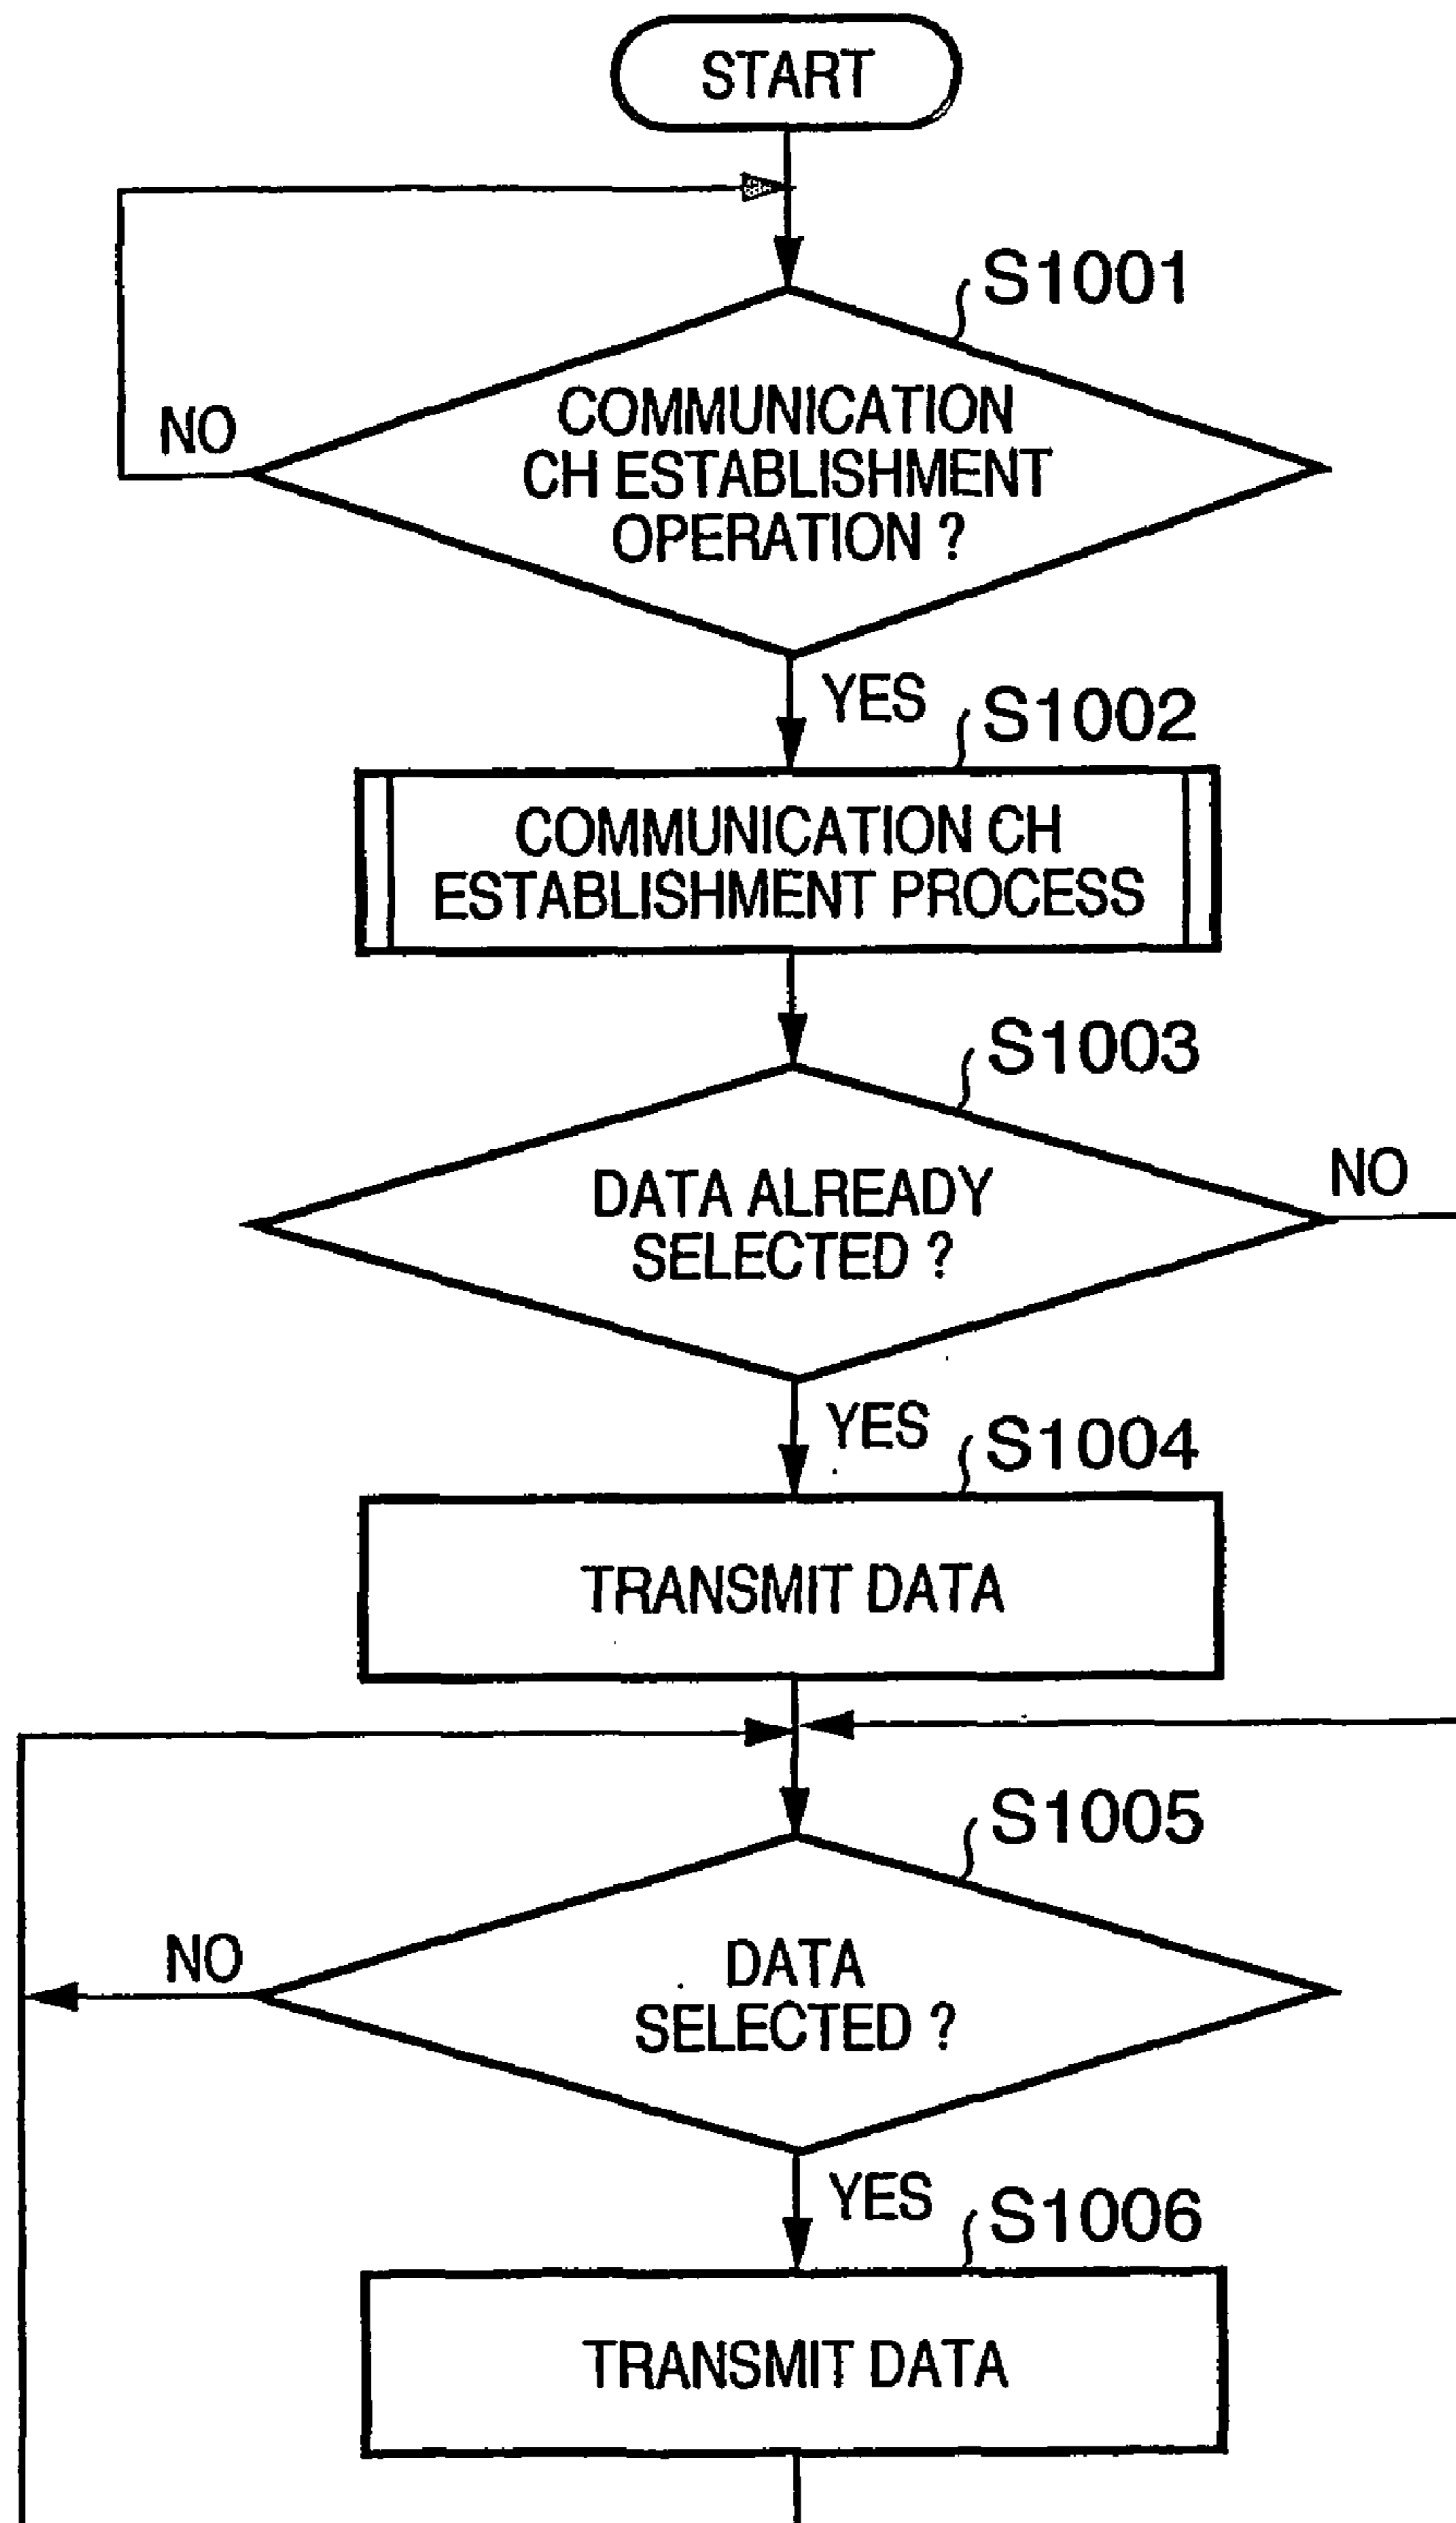 START
S1001
COMMUNICATION
CH ESTABLISHMENT
OPERATION ?
NO
YES
S1002
COMMUNICATION CH
ESTABLISHMENT PROCESS
S1003
DATA ALREADY
SELECTED ?
NO
YES
S1004
TRANSMIT DATA
S1005
DATA
SELECTED ?
NO
YES
S1006
TRANSMIT DATA